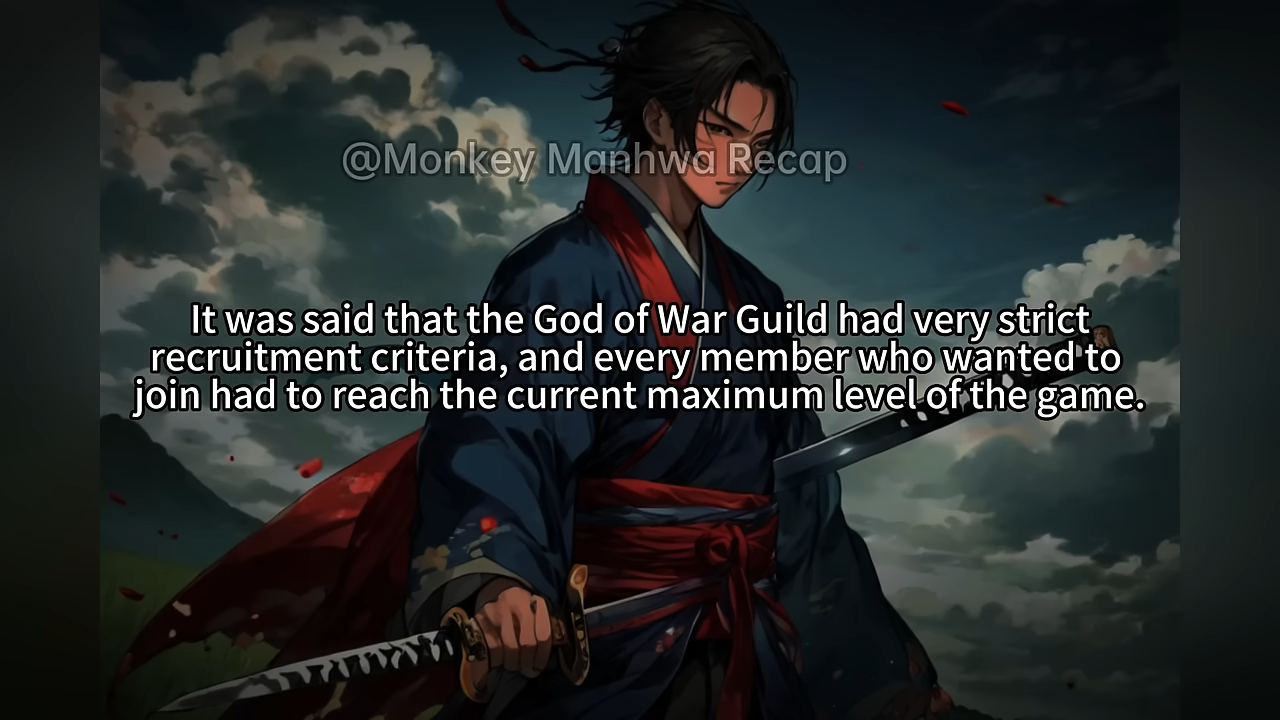 @Monkey Manhwa Recap
It was said that the God of War Guild had very strict
recruitment criteria, and every member who wanted to
join had to reach the current maximum level of the game.